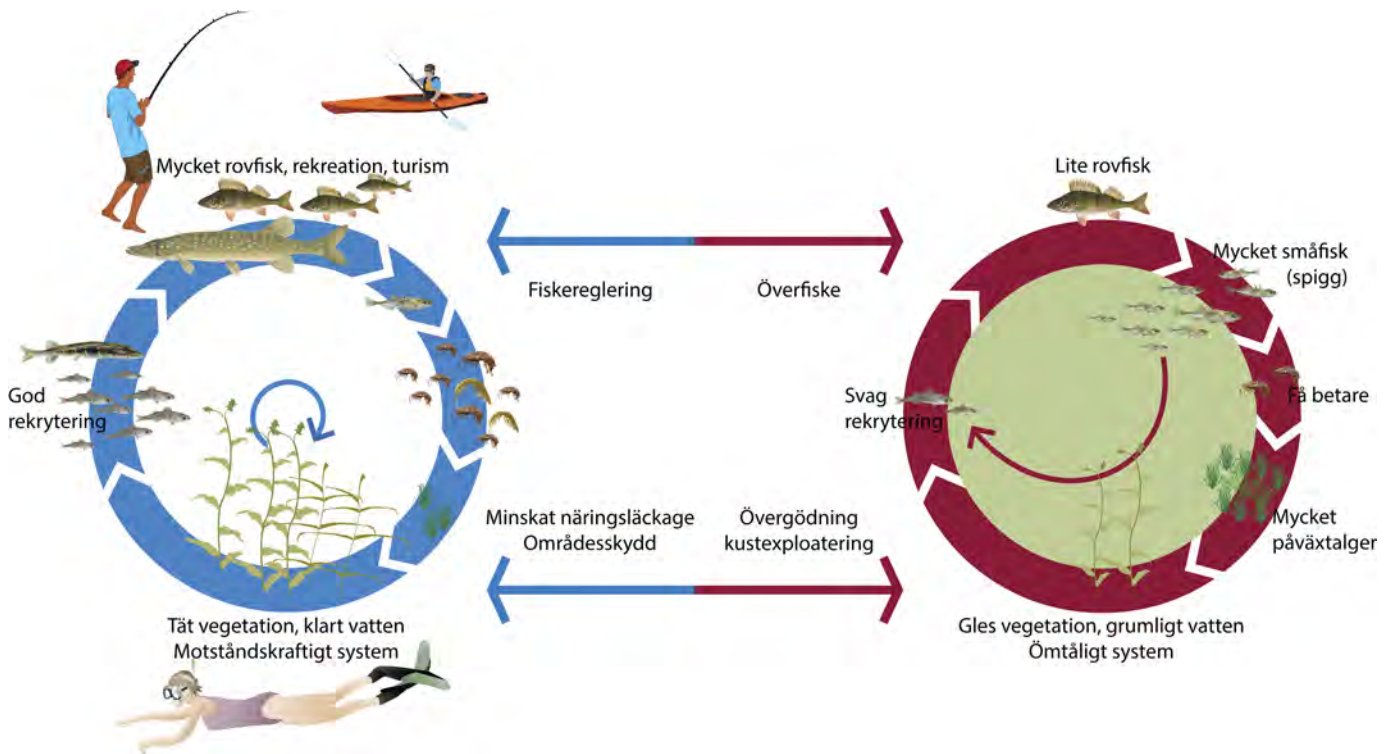 Mycket rovfisk, rekreation, turism
God
rekrytering
Tät vegetation, klart vatten
Motståndskraftigt system
Fiskereglering
Överfiske
Minskat näringsläckage
Områdesskydd
Övergödning
kustexploatering
Lite rovfisk
Mycket småfisk
(spigg)
Få betare
Mycket
påväxtalger
Svag
rekrytering
Gles vegetation, grumligt vatten
Ömtåligt system